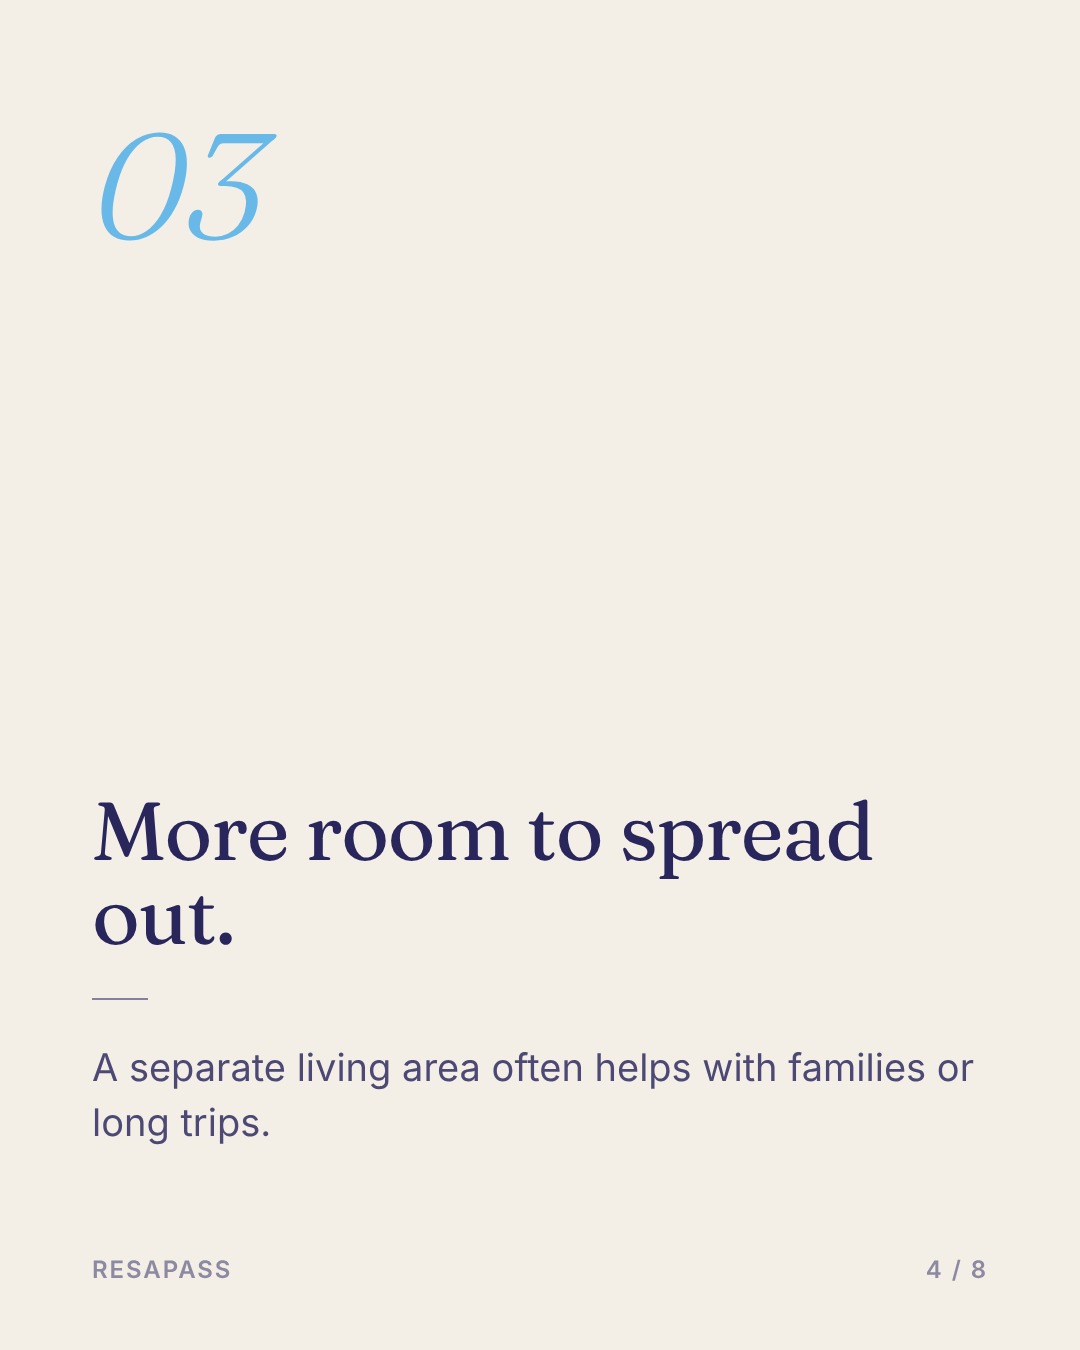 03
More room to spread
out.
A separate living area often helps with families or
long trips.
RESAPASS
4 / 8